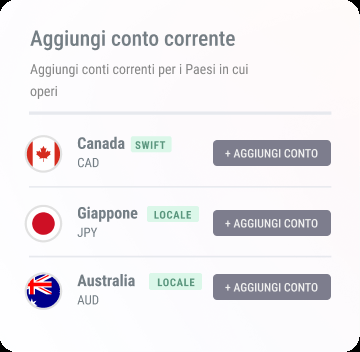 Aggiungi conto corrente
Aggiungi conti correnti per i Paesi in cui
operi
Canada SWIFT
CAD
+ AGGIUNGI CONTO
Giappone LOCALE
JPY
+ AGGIUNGI CONTO
Australia LOCALE
AUD
+ AGGIUNGI CONTO